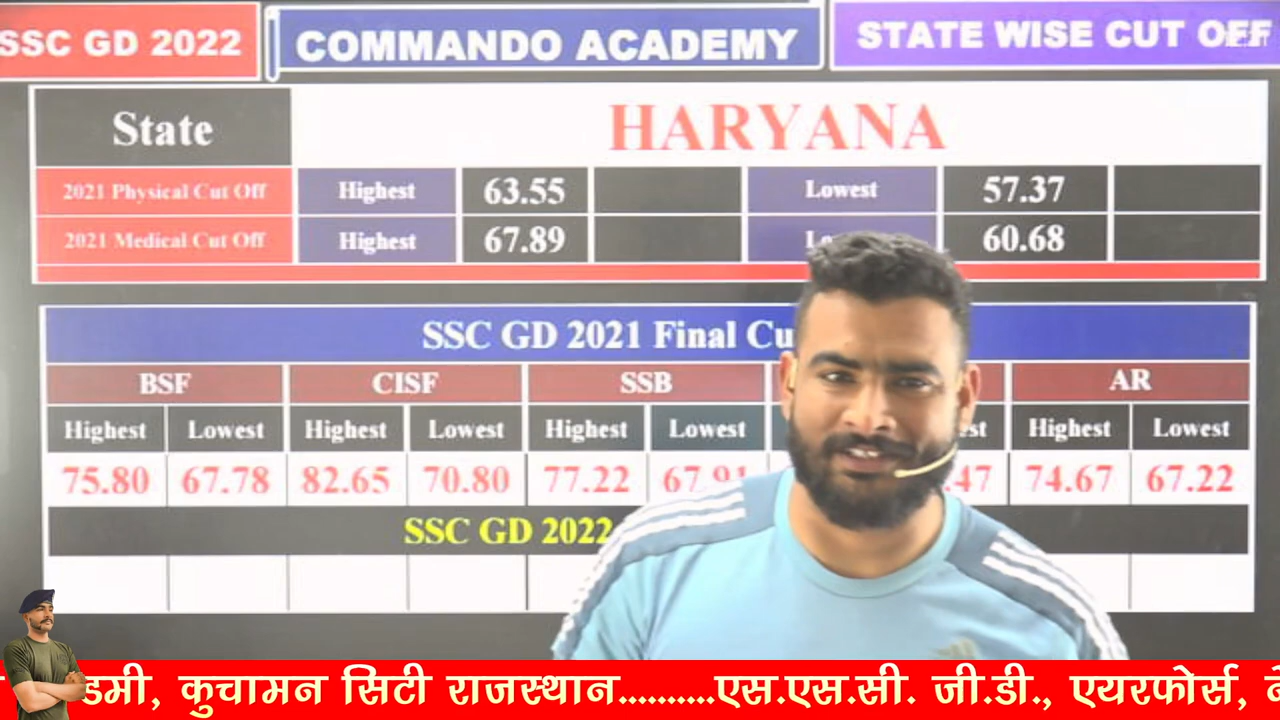 SSC GD 2022
COMMANDO ACADEMY
STATE WISE CUT OFF
State HARYANA
2021 Physical Cut Off Highest 63.55 Lowest 57.37
2021 Medical Cut Off Highest 67.89 60.68
SSC GD 2021 Final
BSF CISF SSB AR
Highest Lowest Highest Lowest Highest Lowest Highest Lowest
75.80 67.78 82.65 70.80 77.22 67.91 74.67 67.22
SSC GD 2022
कुचामन सिटी राजस्थान..........एस.एस.सी. जी.डी., एयरफोर्स,